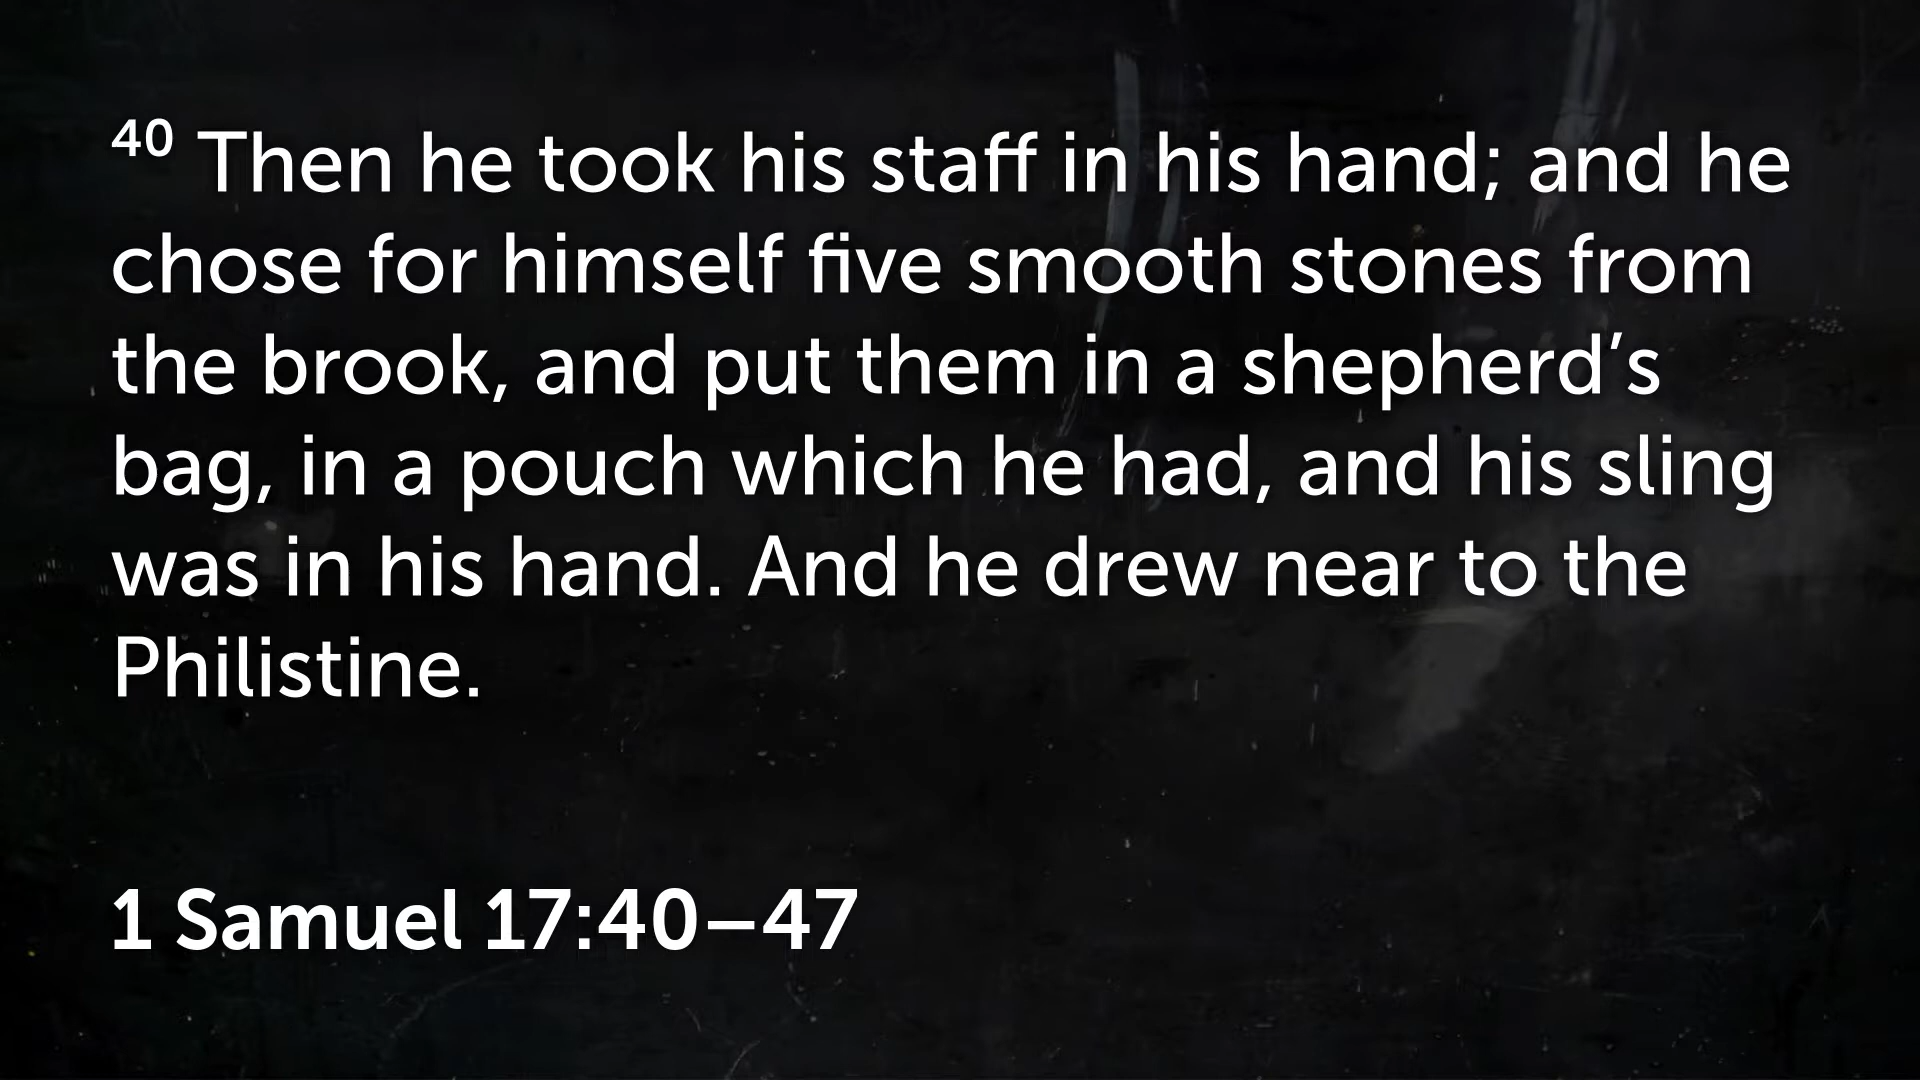 40 Then he took his staff in his hand; and he
chose for himself five smooth stones from
the brook, and put them in a shepherd’s
bag, in a pouch which he had, and his sling
was in his hand. And he drew near to the
Philistine.
1 Samuel 17:40–47